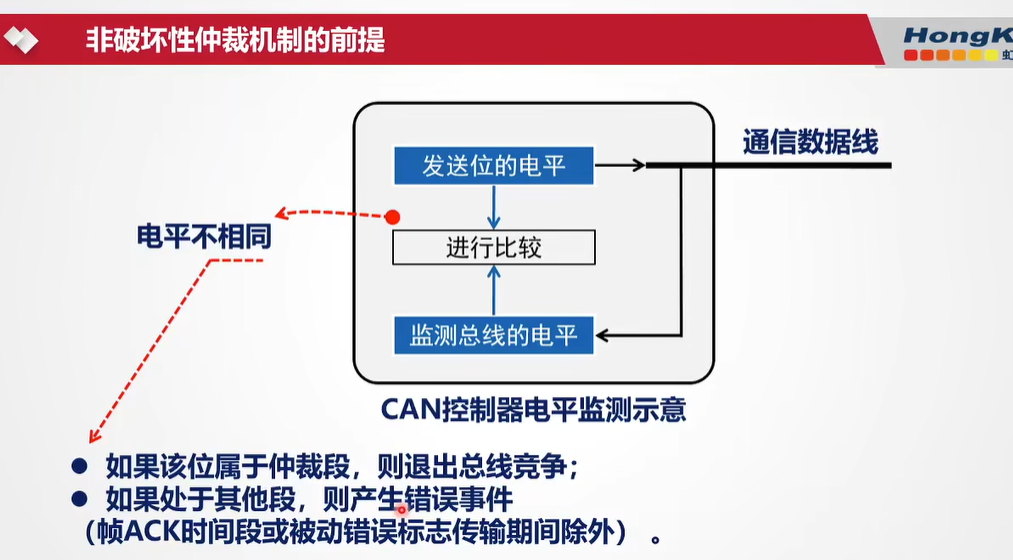 非破坏性仲裁机制的前提
HongK
虹
通信数据线
发送位的电平
电平不相同
进行比较
监测总线的电平
CAN控制器电平监测示意
● 如果该位属于仲裁段，则退出总线竞争；
● 如果处于其他段，则产生错误事件
（帧ACK时间段或被动错误标志传输期间除外）。